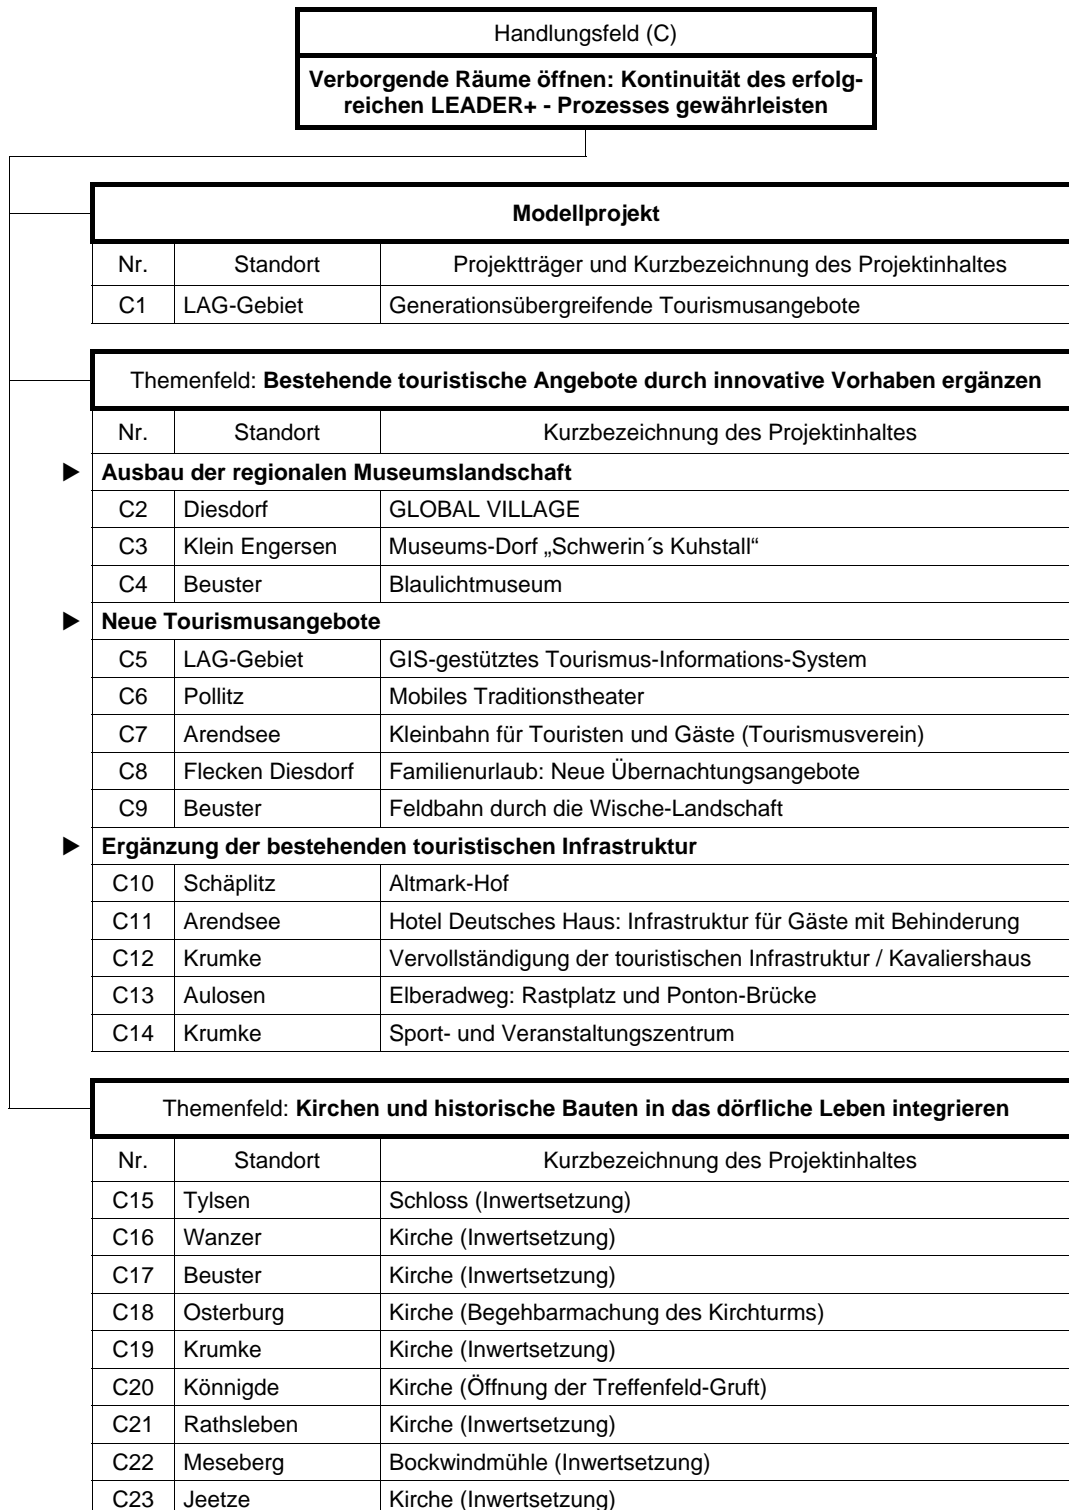 Handlungsfeld (C)
Verborgende Räume öffnen: Kontinuität des erfolg-
reichen LEADER+ - Prozesses gewährleisten
Modellprojekt
Nr. Standort Projektträger und Kurzbezeichnung des Projektinhaltes
C1 LAG-Gebiet Generationsübergreifende Tourismusangebote
Themenfeld: Bestehende touristische Angebote durch innovative Vorhaben ergänzen
Nr. Standort Kurzbezeichnung des Projektinhaltes
► Ausbau der regionalen Museumslandschaft
C2 Diesdorf GLOBAL VILLAGE
C3 Klein Engersen Museums-Dorf „Schwerin´s Kuhstall“
C4 Beuster Blaulichtmuseum
► Neue Tourismusangebote
C5 LAG-Gebiet GIS-gestütztes Tourismus-Informations-System
C6 Pollitz Mobiles Traditionstheater
C7 Arendsee Kleinbahn für Touristen und Gäste (Tourismusverein)
C8 Flecken Diesdorf Familienurlaub: Neue Übernachtungsangebote
C9 Beuster Feldbahn durch die Wische-Landschaft
► Ergänzung der bestehenden touristischen Infrastruktur
C10 Schäplitz Altmark-Hof
C11 Arendsee Hotel Deutsches Haus: Infrastruktur für Gäste mit Behinderung
C12 Krumke Vervollständigung der touristischen Infrastruktur / Kavaliershaus
C13 Aulosen Elberadweg: Rastplatz und Ponton-Brücke
C14 Krumke Sport- und Veranstaltungszentrum
Themenfeld: Kirchen und historische Bauten in das dörfliche Leben integrieren
Nr. Standort Kurzbezeichnung des Projektinhaltes
C15 Tylsen Schloss (Inwertsetzung)
C16 Wanzer Kirche (Inwertsetzung)
C17 Beuster Kirche (Inwertsetzung)
C18 Osterburg Kirche (Begehbarmachung des Kirchturms)
C19 Krumke Kirche (Inwertsetzung)
C20 Könnigde Kirche (Öffnung der Treffenfeld-Gruft)
C21 Rathsleben Kirche (Inwertsetzung)
C22 Meseberg Bockwindmühle (Inwertsetzung)
C23 Jeetze Kirche (Inwertsetzung)